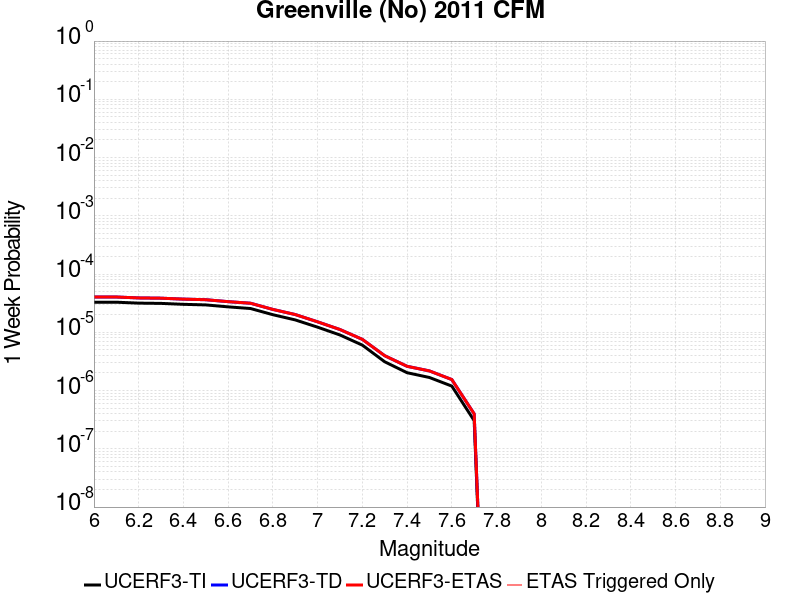 Greenville (No) 2011 CFM
10^0
10^-1
10^-2
10^-3
10^-4
10^-5
10^-6
10^-7
10^-8
1 Week Probability
6 6.2 6.4 6.6 6.8 7 7.2 7.4 7.6 7.8 8 8.2 8.4 8.6 8.8 9
Magnitude
UCERF3-TI UCERF3-TD UCERF3-ETAS ETAS Triggered Only